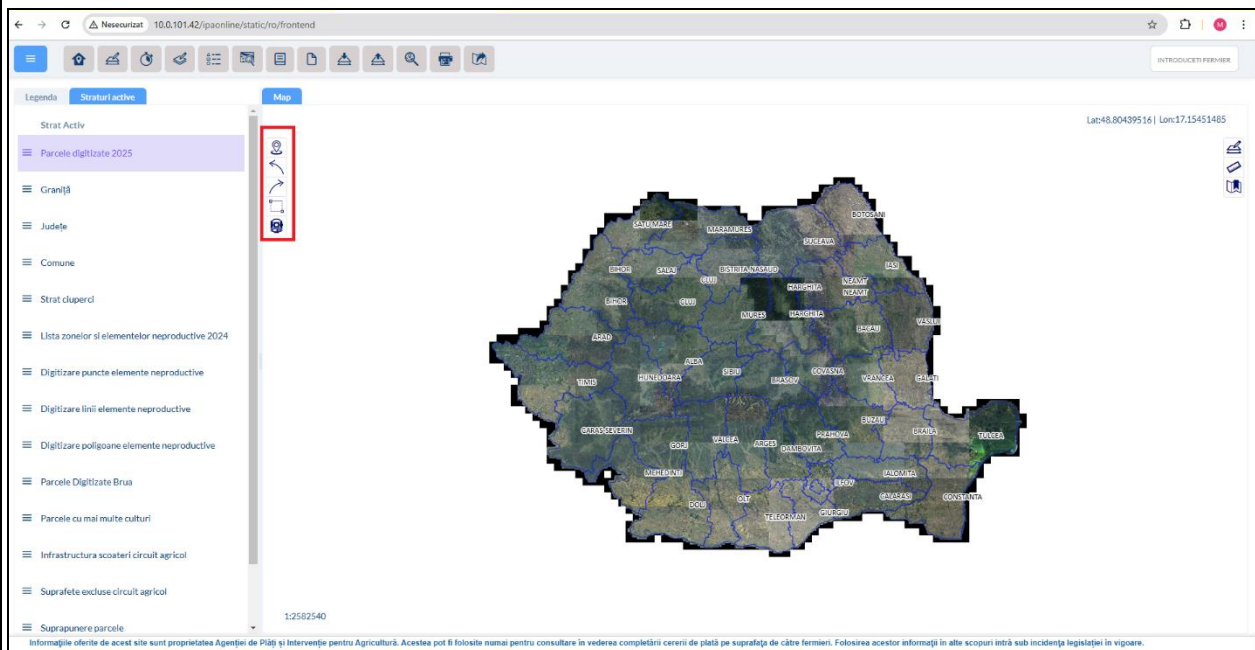 Nesecurizat 10.0.101.42/ipaonline/static/ro/frontend
M
INTRODUCETI FERMIER
Legenda Straturi active Map
Lat:48.80439516 | Lon:17.15451485
Strat Activ
Parcele digitizate 2025
Graniță
Județe
Comune
Strat ciuperci
Lista zonelor si elementelor neproductive 2024
Digitizare puncte elemente neproductive
Digitizare linii elemente neproductive
Digitizare poligoane elemente neproductive
Parcele Digitizate Brua
Parcele cu mai multe culturi
Infrastructura scoateri circuit agricol
Suprafete excluse circuit agricol
Suprapunere parcele
BOTOSANI
SATU MARE MARAMURES
SUCEAVA
BIHOR SALAJ BISTRITA-NASAUD IASI
CLUJ HARGHITA NEAMT
NEAMT
BIHOR CLUJ
MURES HARGHITA
BACAU VASLUI
ARAD
ALBA
TIMIS HUNEDOARA SIBIU BRASOV COVASNA VRANCEA GALATI
BUZAU
CARAS-SEVERIN GORJ VALCEA ARGES DAMBOVITA PRAHOVA BRAILA TULCEA
MEHEDINTI ILFOV IALOMITA
DOLJ OLT CALARASI CONSTANTA
TELEORMAN GIURGIU
1:2582540
Informațiile oferite de acest site sunt proprietatea Agenției de Plăți și Intervenție pentru Agricultură. Acestea pot fi folosite numai pentru consultare în vederea completării cererii de plată pe suprafața de către fermieri. Folosirea acestor informații în alte scopuri intră sub incidența legislației în vigoare.